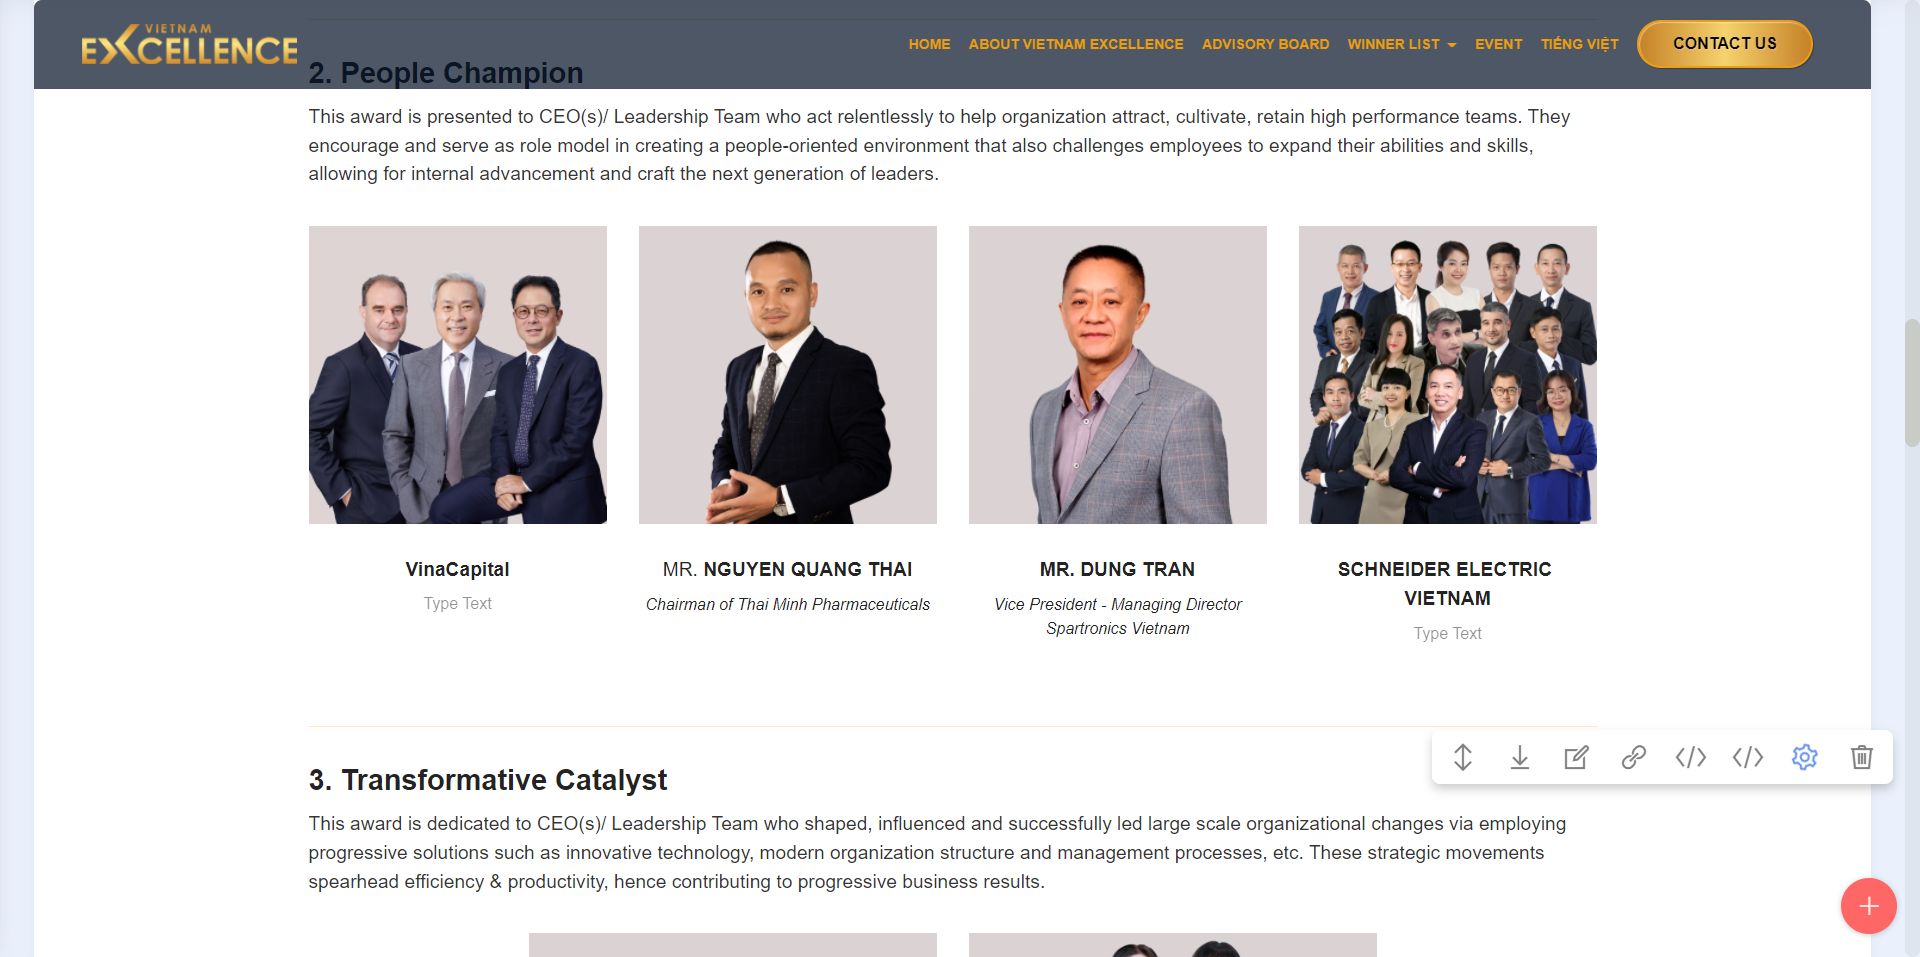 VIETNAM
EXCELLENCE
HOME ABOUT VIETNAM EXCELLENCE ADVISORY BOARD WINNER LIST EVENT TIẾNG VIỆT CONTACT US
2. People Champion
This award is presented to CEO(s)/ Leadership Team who act relentlessly to help organization attract, cultivate, retain high performance teams. They
encourage and serve as role model in creating a people-oriented environment that also challenges employees to expand their abilities and skills,
allowing for internal advancement and craft the next generation of leaders.
VinaCapital
Type Text
MR. NGUYEN QUANG THAI
Chairman of Thai Minh Pharmaceuticals
MR. DUNG TRAN
Vice President - Managing Director
Spartronics Vietnam
SCHNEIDER ELECTRIC
VIETNAM
Type Text
3. Transformative Catalyst
This award is dedicated to CEO(s)/ Leadership Team who shaped, influenced and successfully led large scale organizational changes via employing
progressive solutions such as innovative technology, modern organization structure and management processes, etc. These strategic movements
spearhead efficiency & productivity, hence contributing to progressive business results.